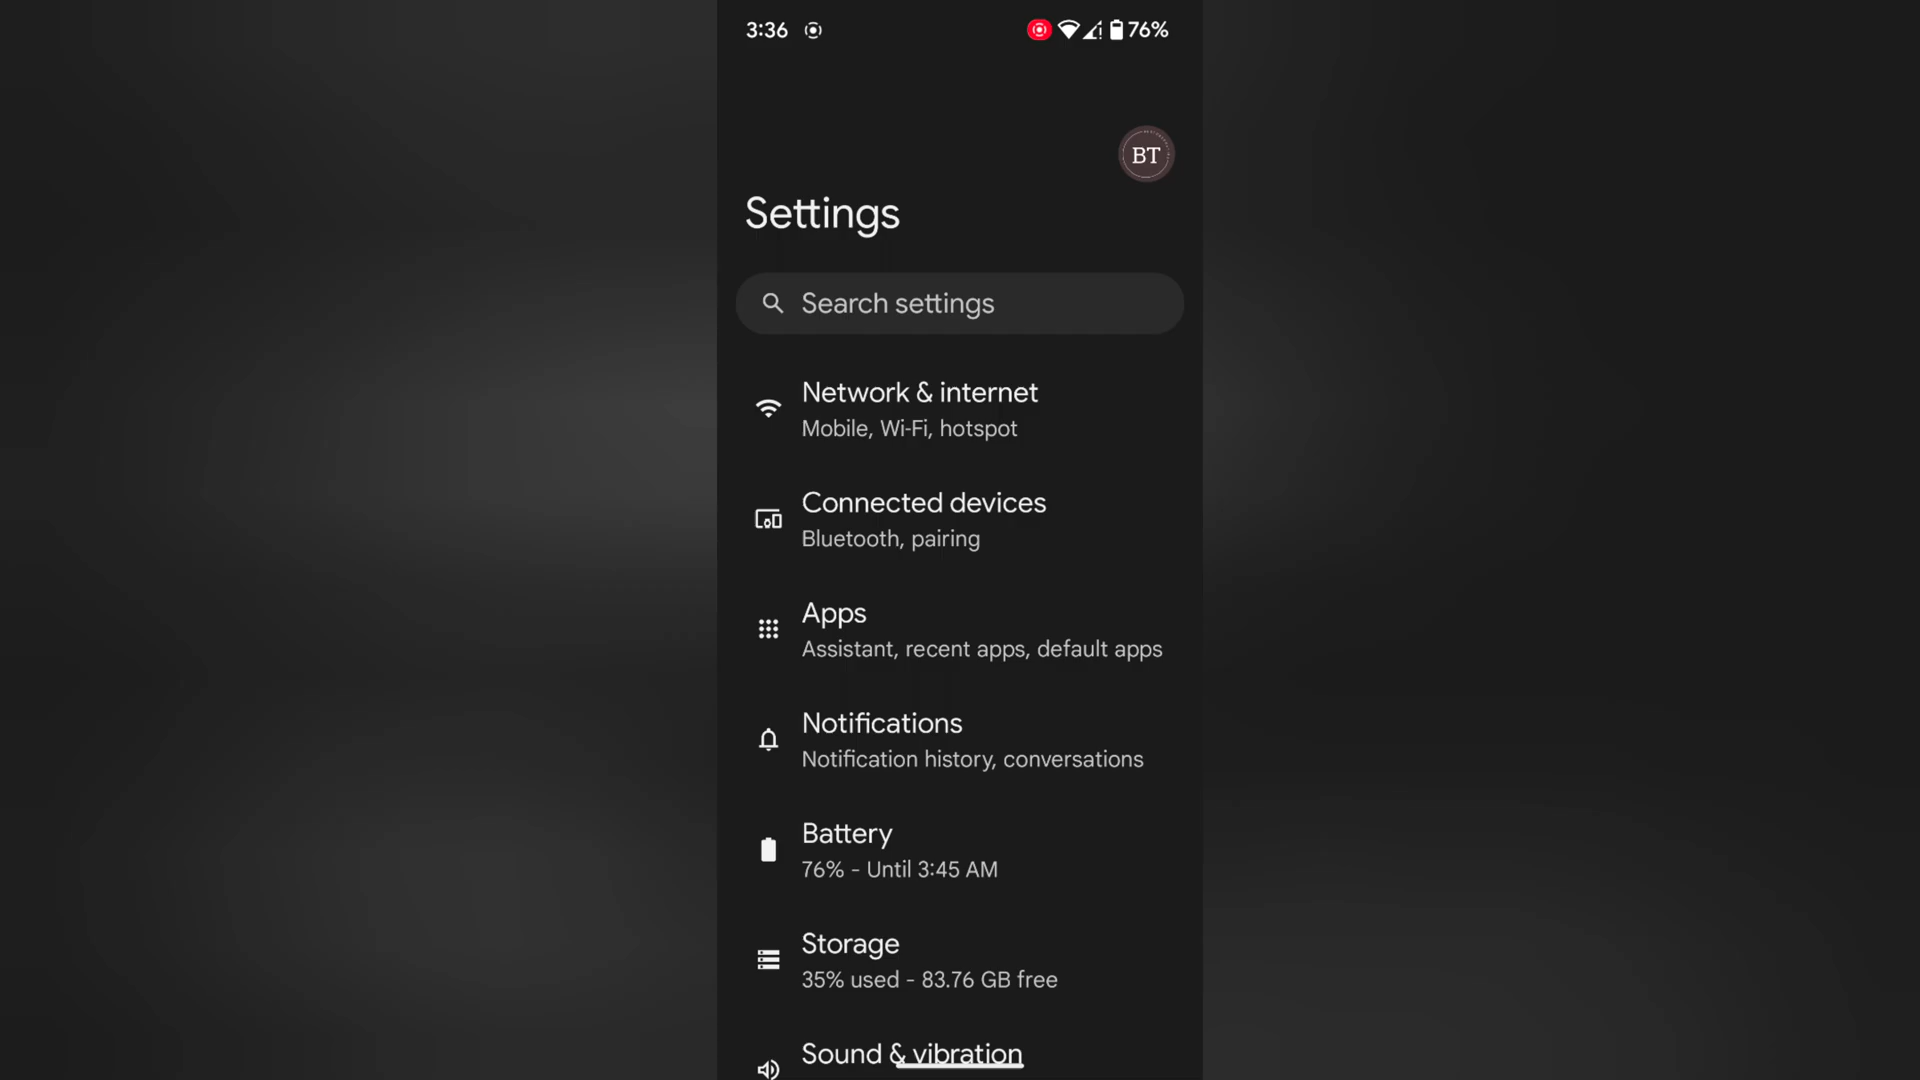 3:36
76%
BT
Settings
Search settings
Network & internet
Mobile, Wi-Fi, hotspot
Connected devices
Bluetooth, pairing
Apps
Assistant, recent apps, default apps
Notifications
Notification history, conversations
Battery
76% - Until 3:45 AM
Storage
35% used - 83.76 GB free
Sound & vibration